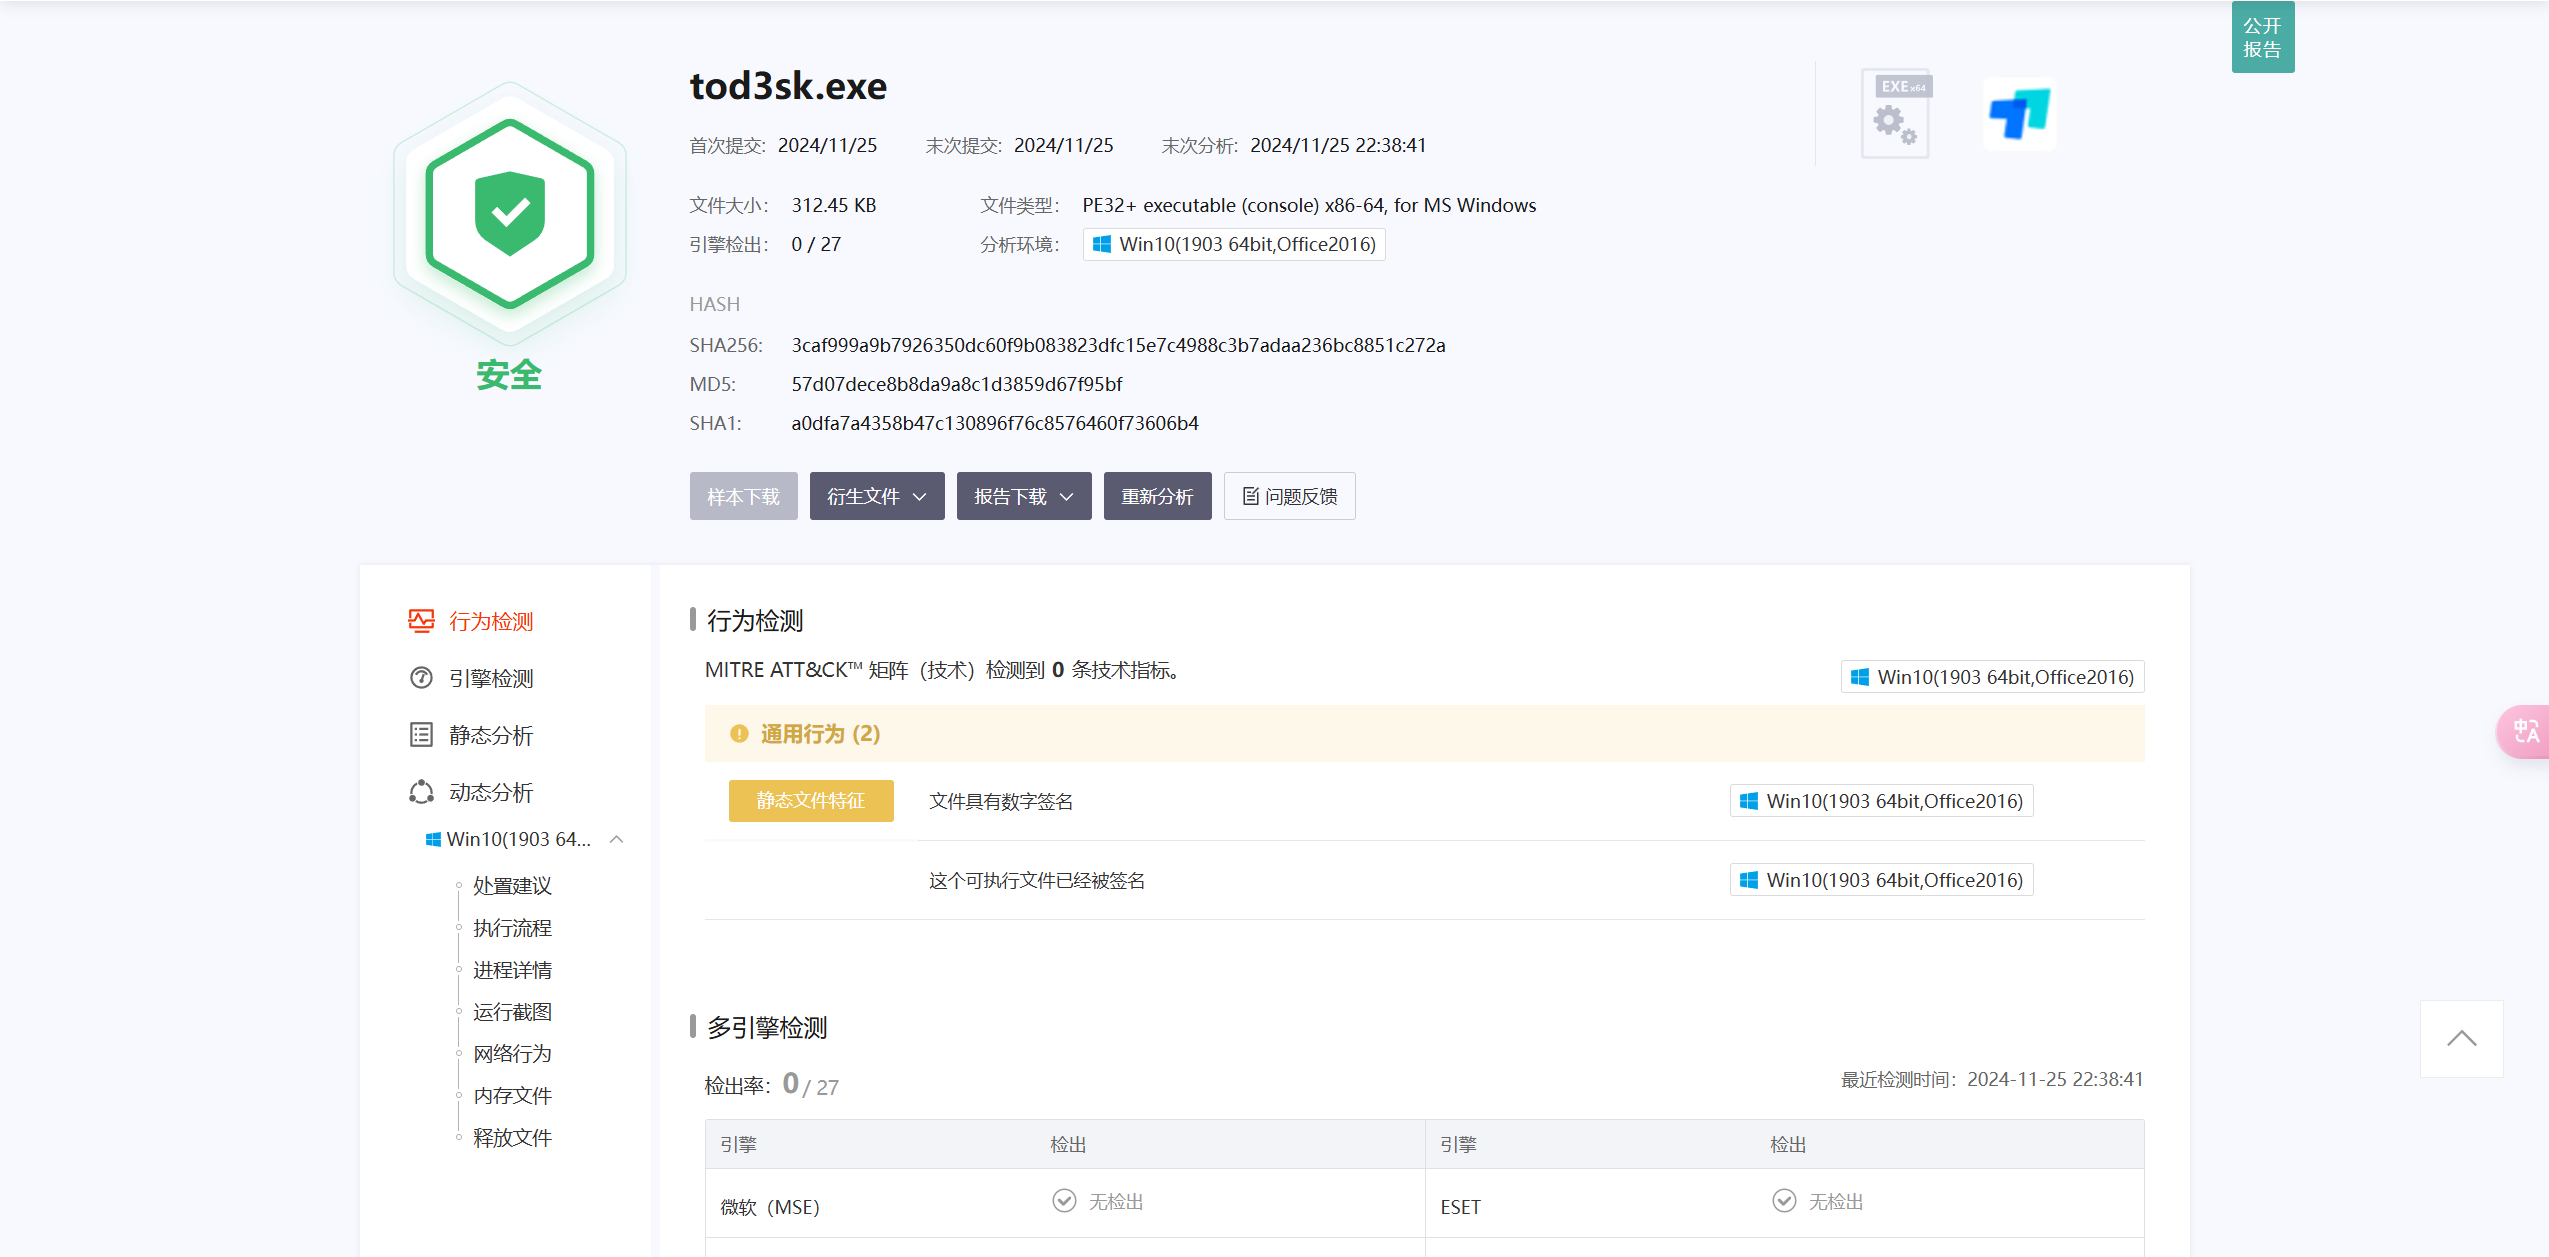 公开
报告
tod3sk.exe
EXE x64
首次提交: 2024/11/25 末次提交: 2024/11/25 末次分析: 2024/11/25 22:38:41
文件大小: 312.45 KB 文件类型: PE32+ executable (console) x86-64, for MS Windows
引擎检出: 0 / 27 分析环境: Win10(1903 64bit,Office2016)
HASH
SHA256: 3caf999a9b7926350dc60f9b083823dfc15e7c4988c3b7adaa236bc8851c272a
安全
MD5: 57d07dece8b8da9a8c1d3859d67f95bf
SHA1: a0dfa7a4358b47c130896f76c8576460f73606b4
样本下载 衍生文件 报告下载 重新分析 问题反馈
行为检测
引擎检测
静态分析
动态分析
Win10(1903 64...
处置建议
执行流程
进程详情
运行截图
网络行为
内存文件
释放文件
行为检测
MITRE ATT&CK™ 矩阵（技术）检测到 0 条技术指标。 Win10(1903 64bit,Office2016)
通用行为 (2)
静态文件特征 文件具有数字签名 Win10(1903 64bit,Office2016)
这个可执行文件已经被签名 Win10(1903 64bit,Office2016)
多引擎检测
检出率: 0 / 27 最近检测时间: 2024-11-25 22:38:41
引擎 检出 引擎 检出
微软（MSE） 无检出 ESET 无检出
中A